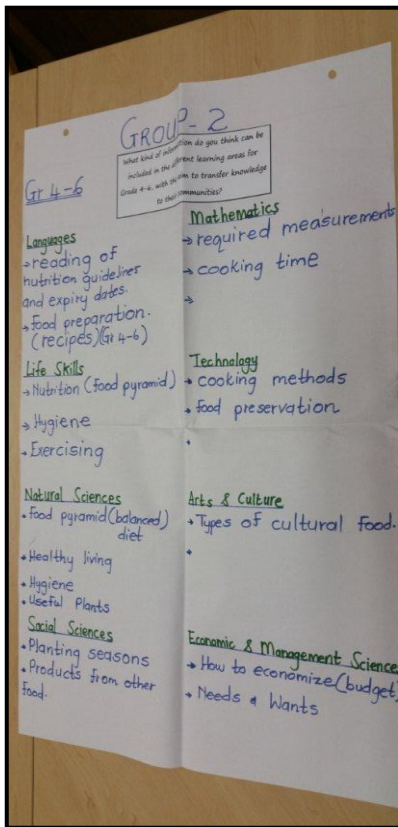 GROUP-2
What kind of information do you think can be
included in the different learning areas for
Grade 4-6, with the aim to transfer knowledge
to their communities?
Gr 4-6
Languages
→ reading of
nutrition guidelines
and expiry dates.
→ food preparation.
(recipes)(Gr 4-6)
Mathematics
→ required measurements
→ cooking time
→
Life Skills
→ Nutrition (food pyramid)
→ Hygiene
• Exercising
Technology
• cooking methods
• food preservation
•
Natural Sciences
• Food pyramid (balanced)
diet
• Healthy living
• Hygiene
• Useful Plants
Arts & Culture
→ Types of cultural food.
•
Social Sciences
• Planting seasons
• Products from other
food.
Economic & Management Science
→ How to economize (budget)
→ Needs & Wants